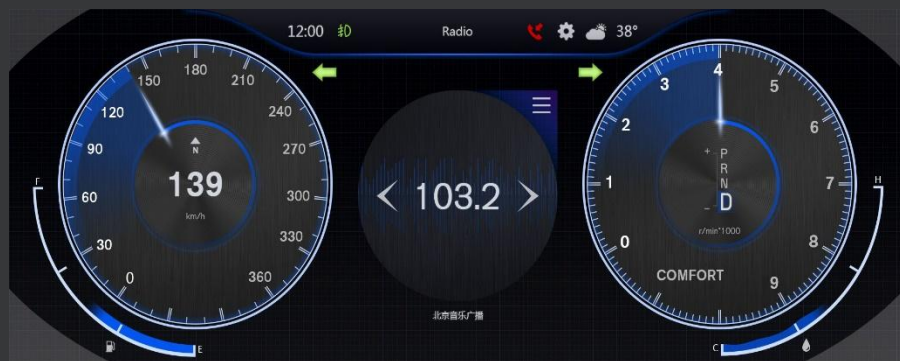 12:00
Radio
38°
0
30
60
90
120
150
180
210
240
270
300
330
360
N
139
km/h
F
E
103.2
北京音乐广播
0
1
2
3
4
5
6
7
8
9
+ P
R
N
- D
r/min*1000
COMFORT
H
C